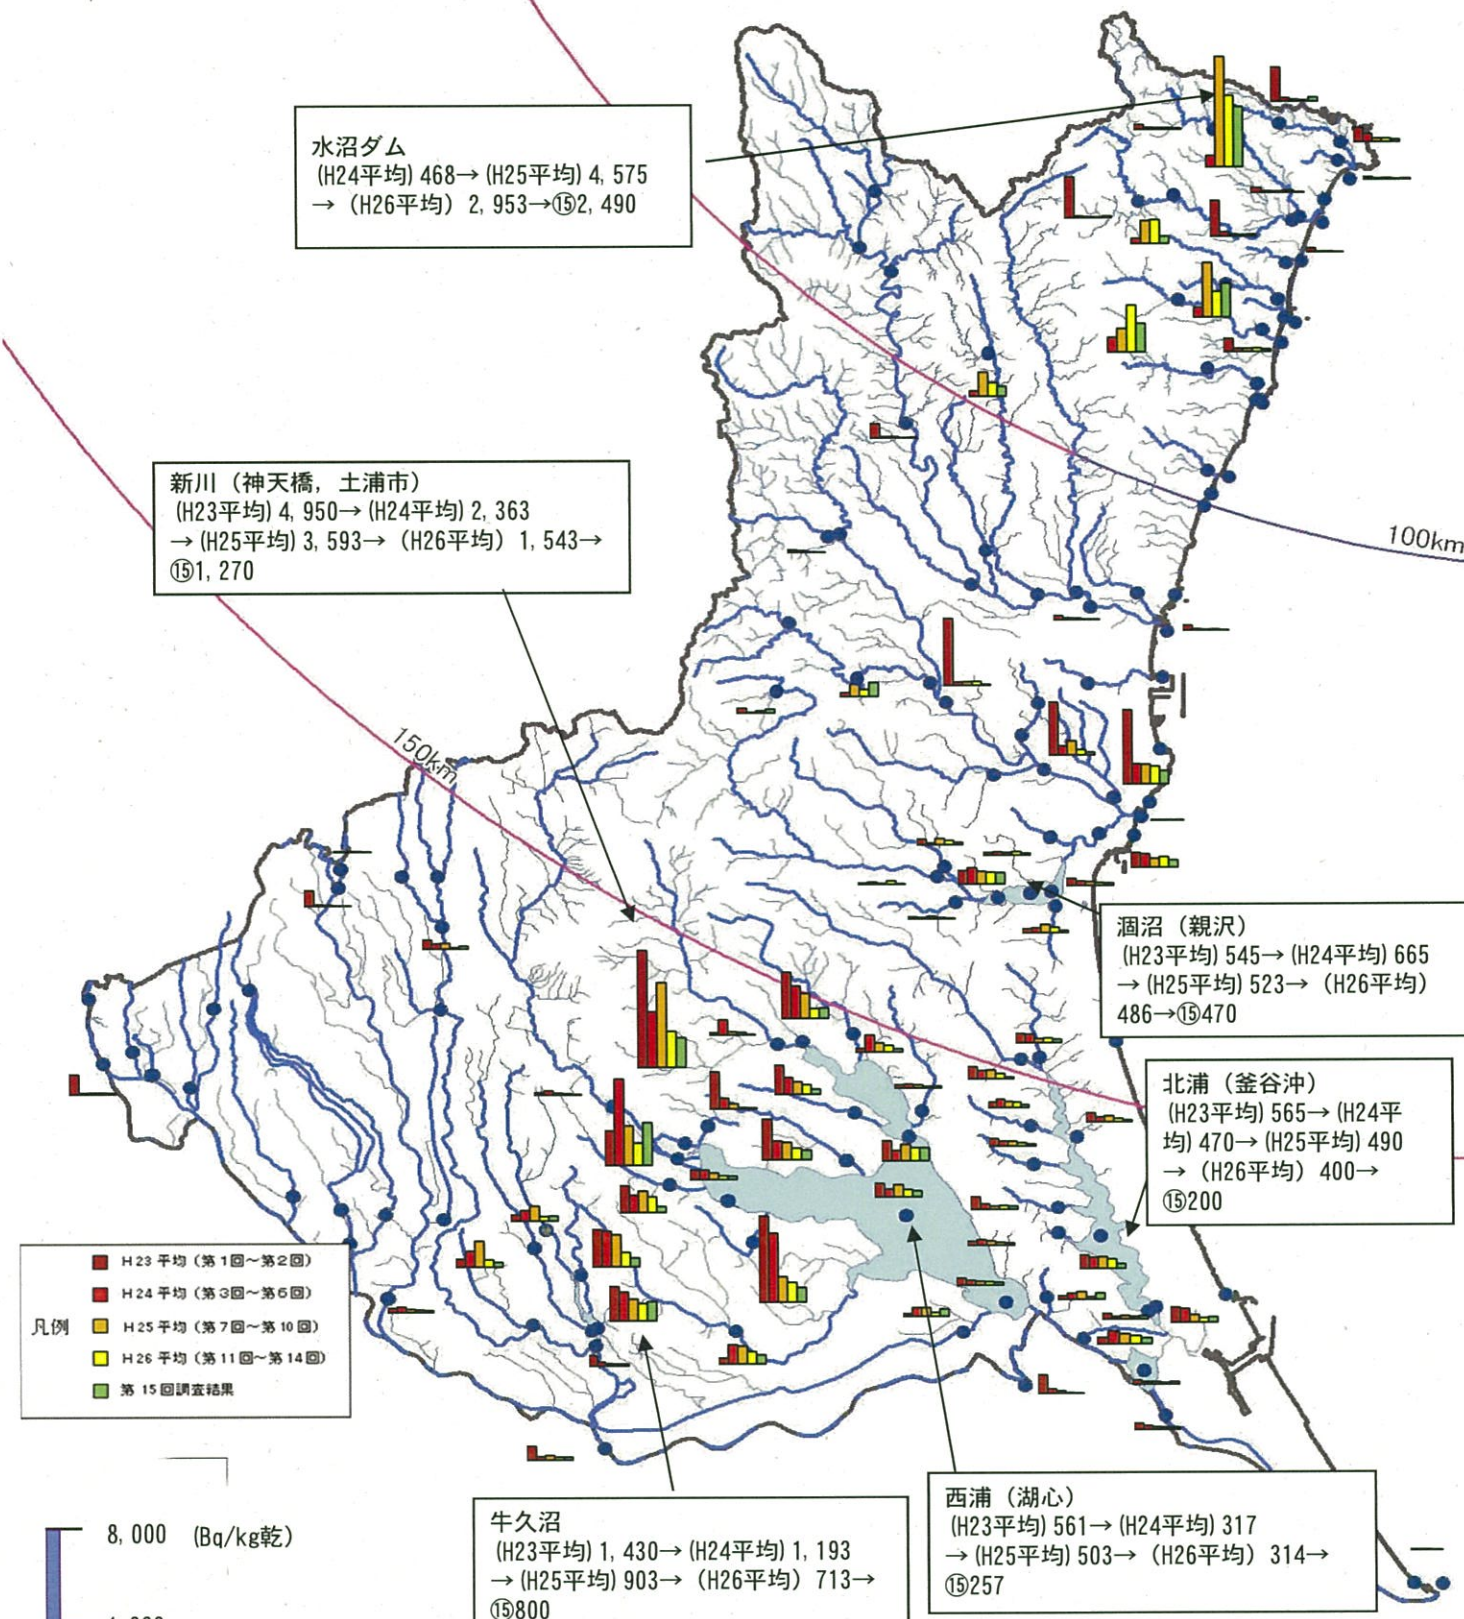 水沼ダム
(H24平均) 468→ (H25平均) 4, 575
→（H26平均）2, 953→⑮2, 490
新川（神天橋，土浦市）
(H23平均) 4, 950→ (H24平均) 2, 363
→ (H25平均) 3, 593→（H26平均）1, 543→
⑮1, 270
100km
150km
涸沼（親沢）
(H23平均) 545→ (H24平均) 665
→ (H25平均) 523→（H26平均）
486→⑮470
北浦（釜谷沖）
(H23平均) 565→ (H24平
均) 470→ (H25平均) 490
→（H26平均）400→
⑮200
凡例
H23平均（第1回～第2回）
H24平均（第3回～第6回）
H25平均（第7回～第10回）
H26平均（第11回～第14回）
第15回調査結果
8, 000 (Bq/kg乾)
牛久沼
(H23平均) 1, 430→ (H24平均) 1, 193
→ (H25平均) 903→（H26平均）713→
⑮800
西浦（湖心）
(H23平均) 561→ (H24平均) 317
→ (H25平均) 503→（H26平均）314→
⑮257